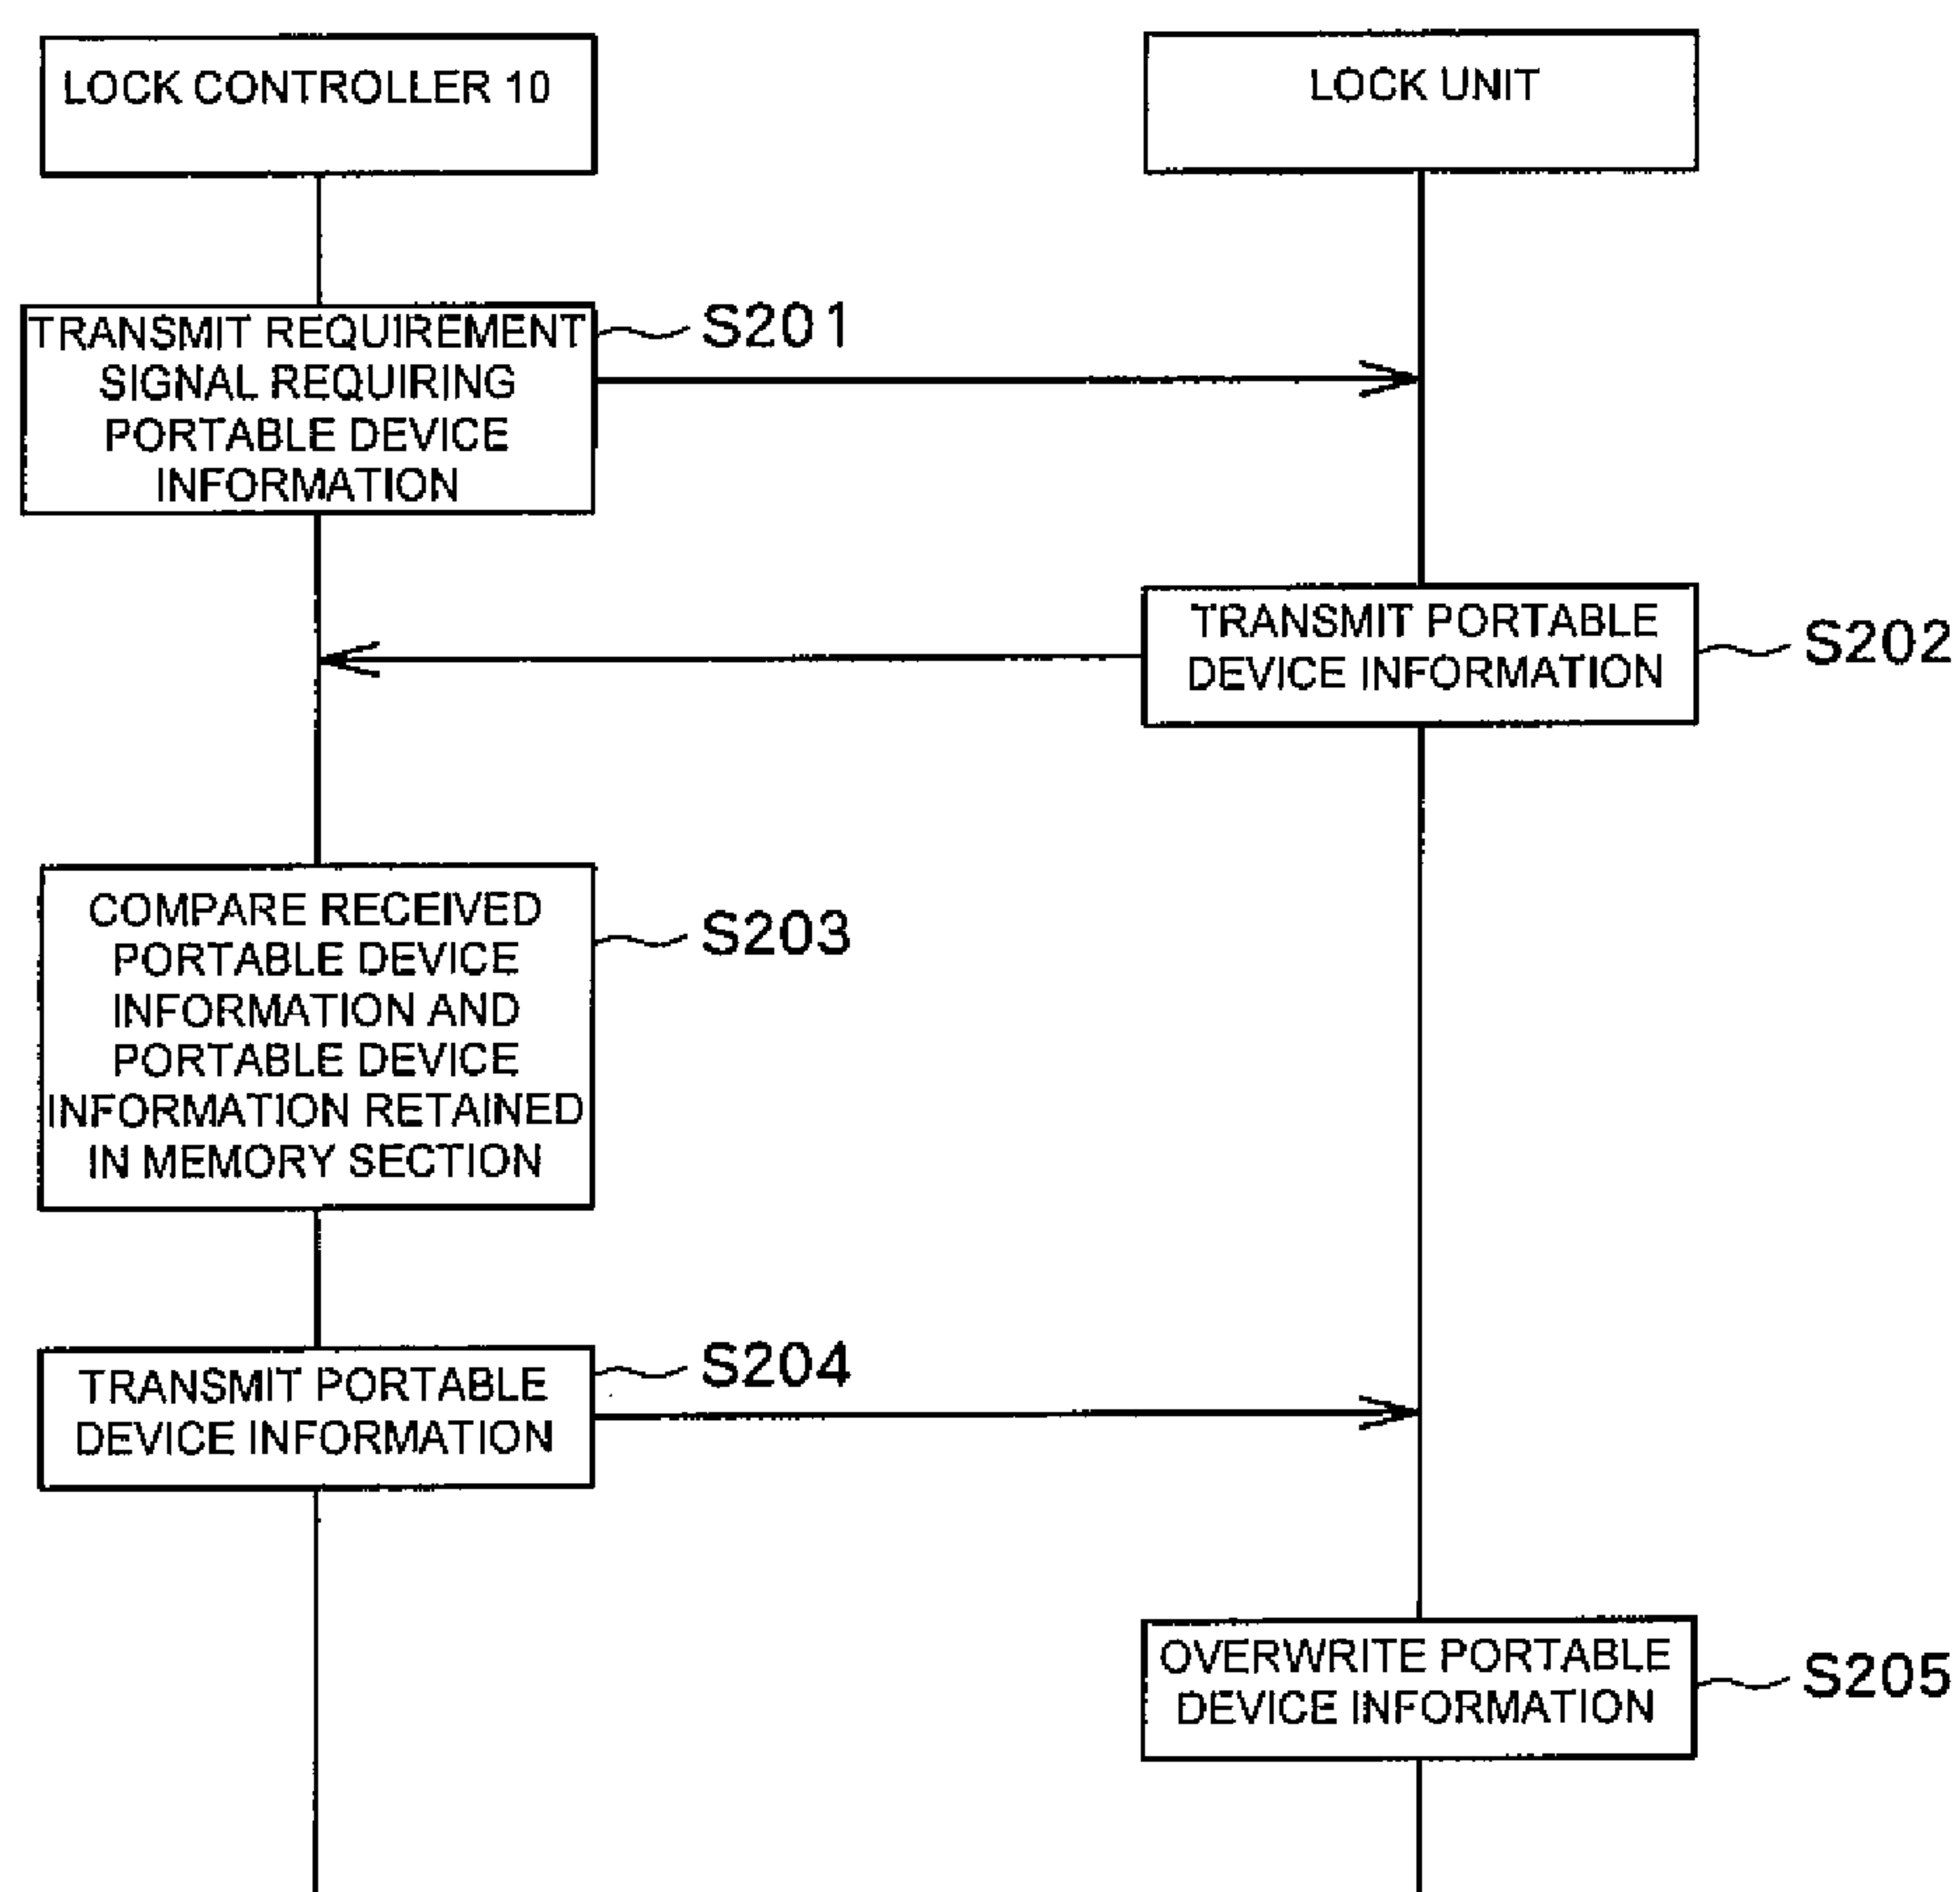 LOCK CONTROLLER 10
LOCK UNIT
TRANSMIT REQUIREMENT
SIGNAL REQUIRING
PORTABLE DEVICE
INFORMATION
S201
TRANSMIT PORTABLE
DEVICE INFORMATION
S202
COMPARE RECEIVED
PORTABLE DEVICE
INFORMATION AND
PORTABLE DEVICE
INFORMATION RETAINED
IN MEMORY SECTION
S203
TRANSMIT PORTABLE
DEVICE INFORMATION
S204
OVERWRITE PORTABLE
DEVICE INFORMATION
S205